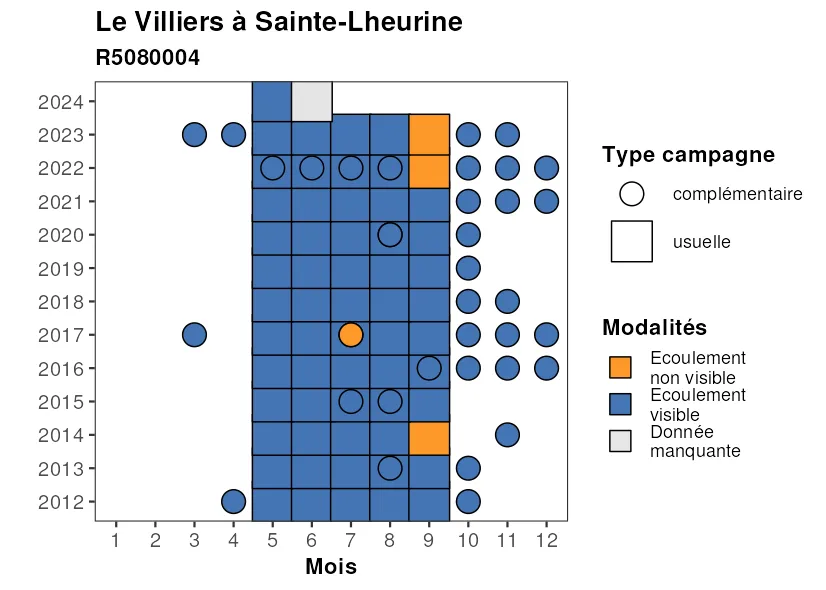 Le Villiers à Sainte-Lheurine
R5080004
2024
2023
2022
2021
2020
2019
2018
2017
2016
2015
2014
2013
2012
1 2 3 4 5 6 7 8 9 10 11 12
Mois
Type campagne
complémentaire
usuelle
Modalités
Ecoulement
non visible
Ecoulement
visible
Donnée
manquante